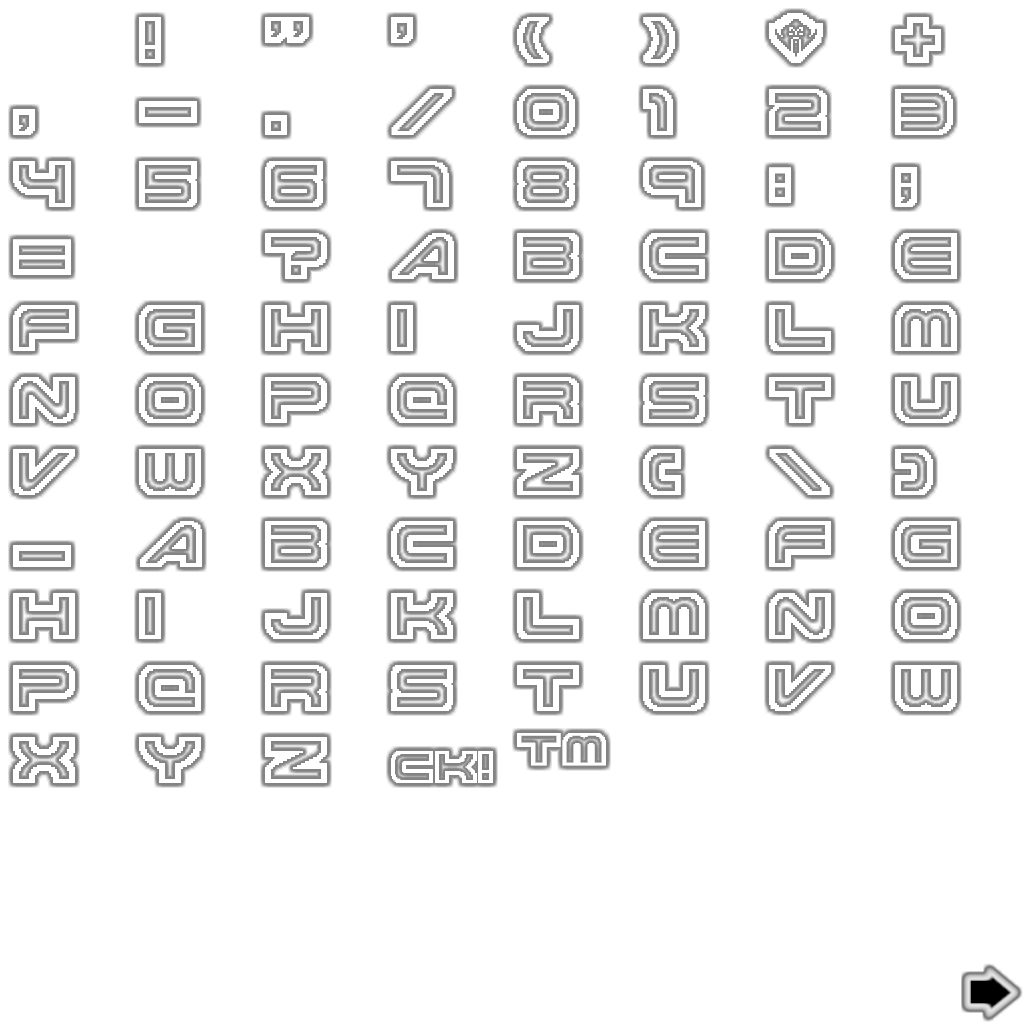 ! " ' ( ) +
, - . / 0 1 2 3
4 5 6 7 8 9 : ;
= ? A B C D E
F G H I J K L M
N O P Q R S T U
V W X Y Z [ \ ]
_ A B C D E F G
H I J K L M N O
P Q R S T U V W
X Y Z CK! TM